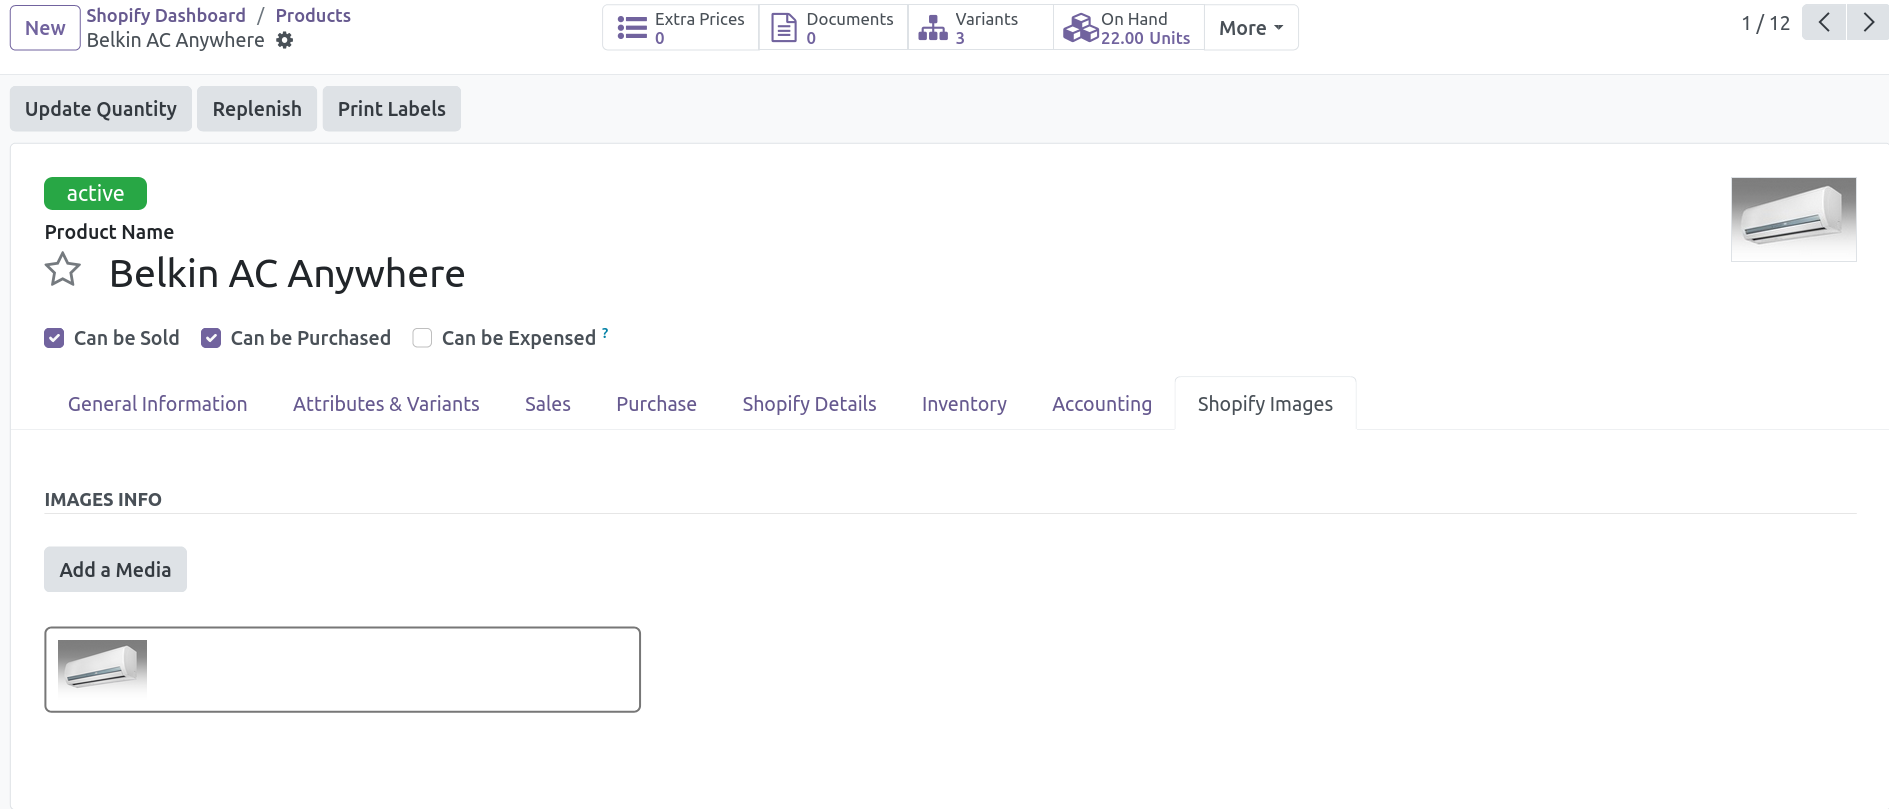 New
Shopify Dashboard / Products
Belkin AC Anywhere
Extra Prices
0
Documents
0
Variants
3
On Hand
22.00 Units
More
1 / 12
Update Quantity
Replenish
Print Labels
active
Product Name
Belkin AC Anywhere
Can be Sold
Can be Purchased
Can be Expensed ?
General Information
Attributes & Variants
Sales
Purchase
Shopify Details
Inventory
Accounting
Shopify Images
IMAGES INFO
Add a Media